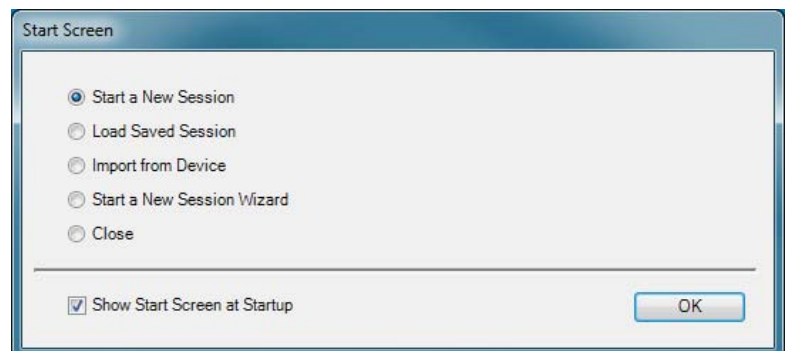 Start Screen
Start a New Session
Load Saved Session
Import from Device
Start a New Session Wizard
Close
Show Start Screen at Startup
OK